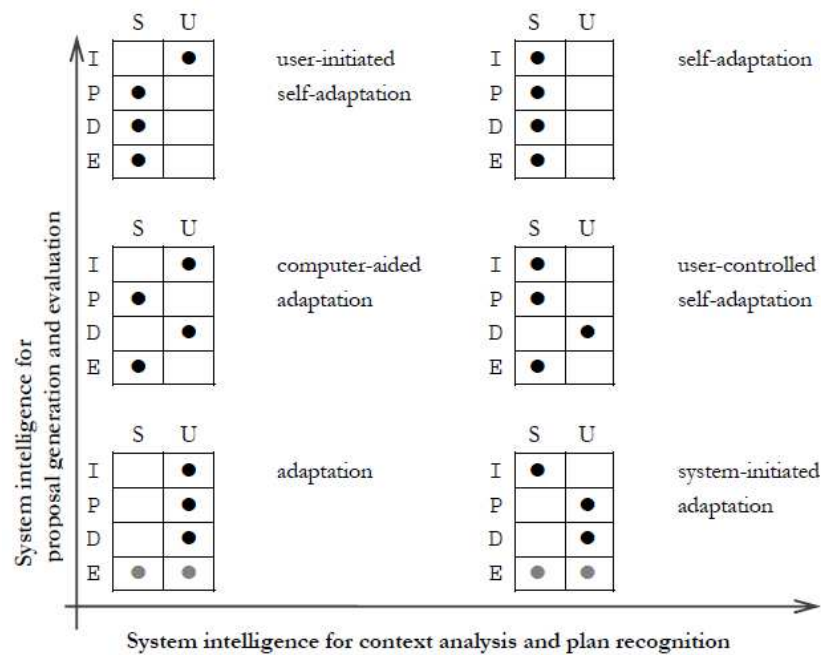 S U S U
I user-initiated I self-adaptation
P self-adaptation P
D D
E E
S U S U
I computer-aided I user-controlled
P adaptation P self-adaptation
D D
E E
S U S U
I adaptation I system-initiated
P P adaptation
D D
E E
System intelligence for
proposal generation and evaluation
System intelligence for context analysis and plan recognition